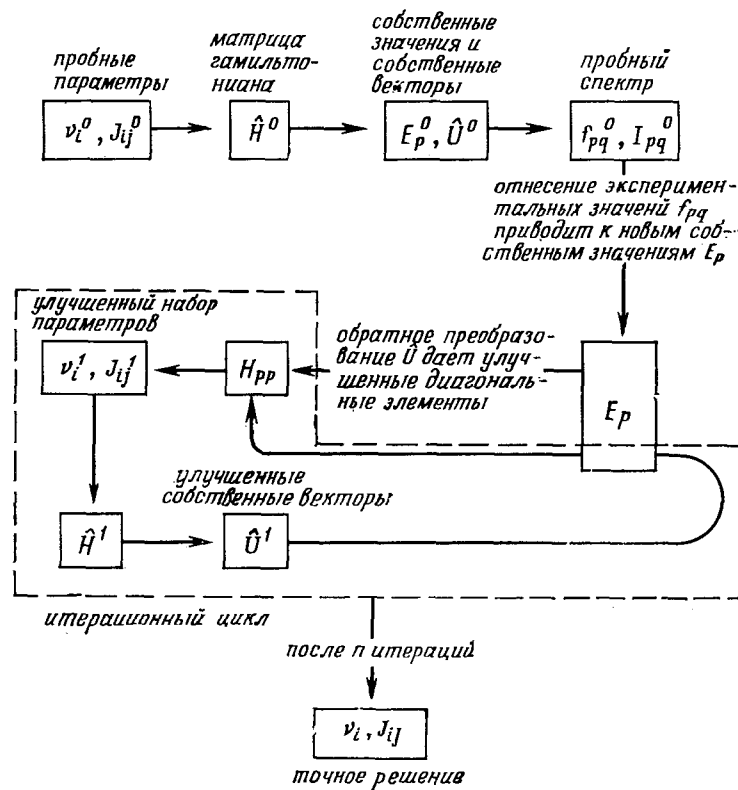 пробные
параметры
матрица
гамильто-
ниана
собственные
значения и
собственные
векторы
пробный
спектр
ν_i^0, J_ij^0
Ĥ^0
E_p^0, Û^0
f_pq^0, I_pq^0
отнесение эксперимен-
тальных значений f_pq
приводит к новым соб-
ственным значениям E_p
улучшенный набор
параметров
ν_i^1, J_ij^1
H_pp
обратное преобразо-
вание Û дает улуч-
шенные диагональ-
ные элементы
E_p
улучшенные
собственные векторы
Ĥ^1
Û^1
итерационный цикл
после n итераций
ν_i, J_ij
точное решение